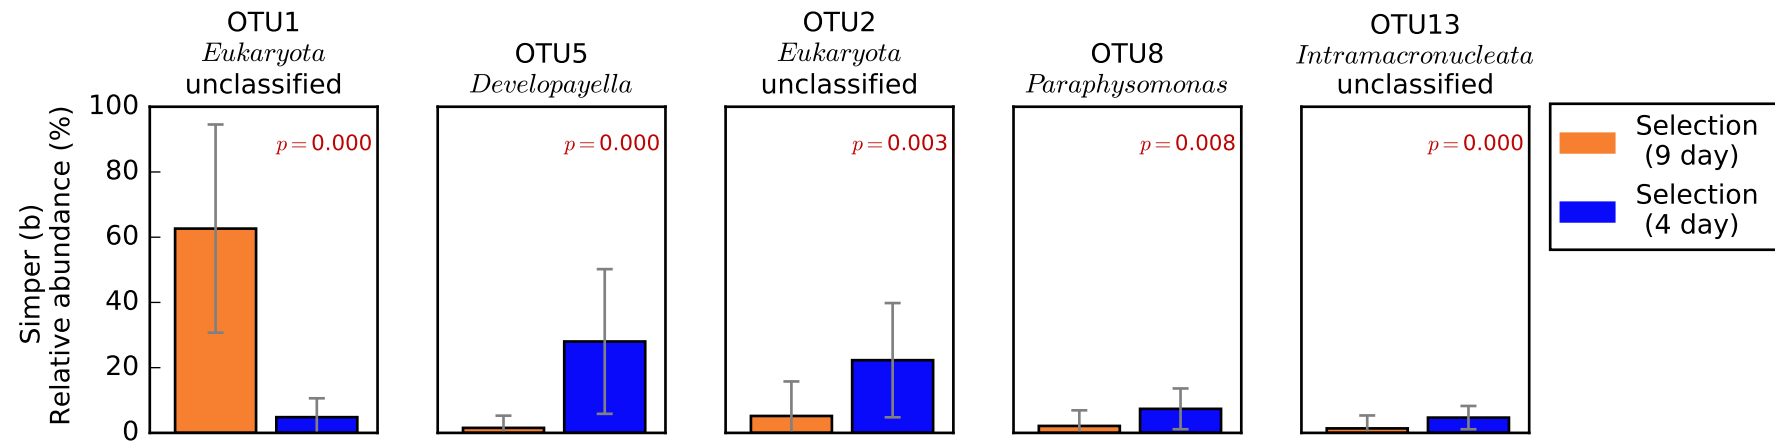 OTU1
Eukaryota
unclassified
OTU5
Developayella
OTU2
Eukaryota
unclassified
OTU8
Paraphysomonas
OTU13
Intramacronucleata
unclassified
Simper (b)
Relative abundance (%)
100
80
60
40
20
0
p = 0.000
p = 0.000
p = 0.003
p = 0.008
p = 0.000
Selection
(9 day)
Selection
(4 day)